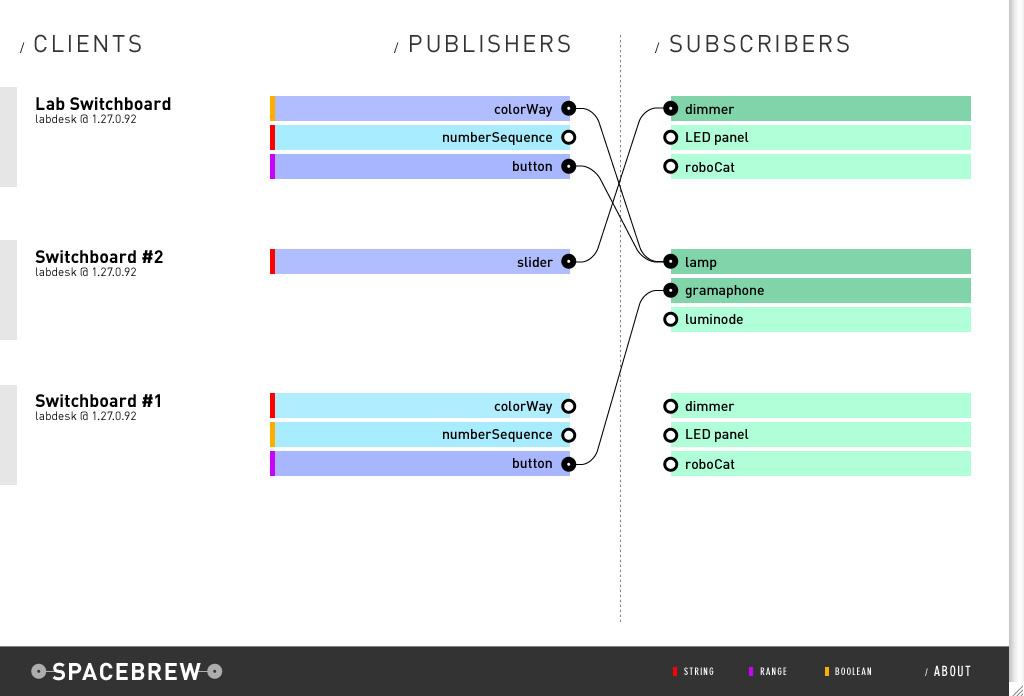 / CLIENTS
/ PUBLISHERS
/ SUBSCRIBERS
Lab Switchboard
labdesk @ 1.27.0.92
colorWay
numberSequence
button
dimmer
LED panel
roboCat
Switchboard #2
labdesk @ 1.27.0.92
slider
lamp
gramaphone
luminode
Switchboard #1
labdesk @ 1.27.0.92
colorWay
numberSequence
button
dimmer
LED panel
roboCat
SPACEBREW
STRING
RANGE
BOOLEAN
/ ABOUT